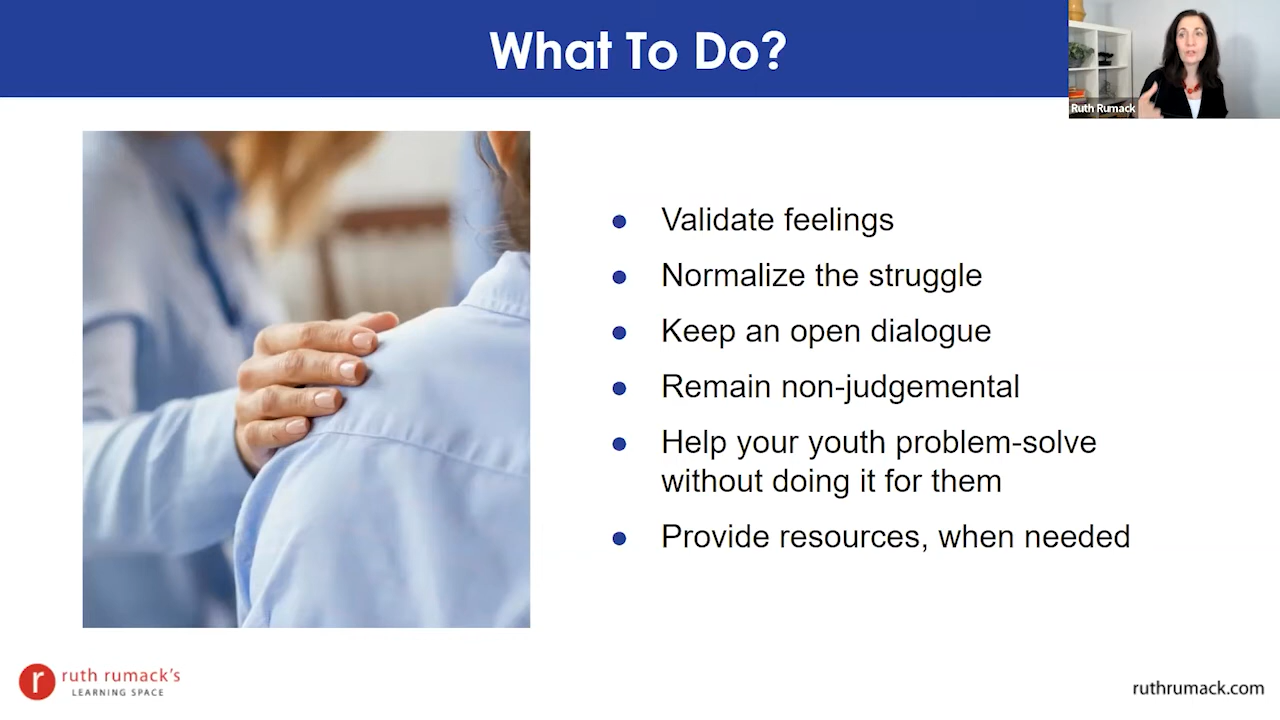 What To Do?
Ruth Rumack
● Validate feelings
● Normalize the struggle
● Keep an open dialogue
● Remain non-judgemental
● Help your youth problem-solve
without doing it for them
● Provide resources, when needed
r ruth rumack's
LEARNING SPACE
ruthrumack.com